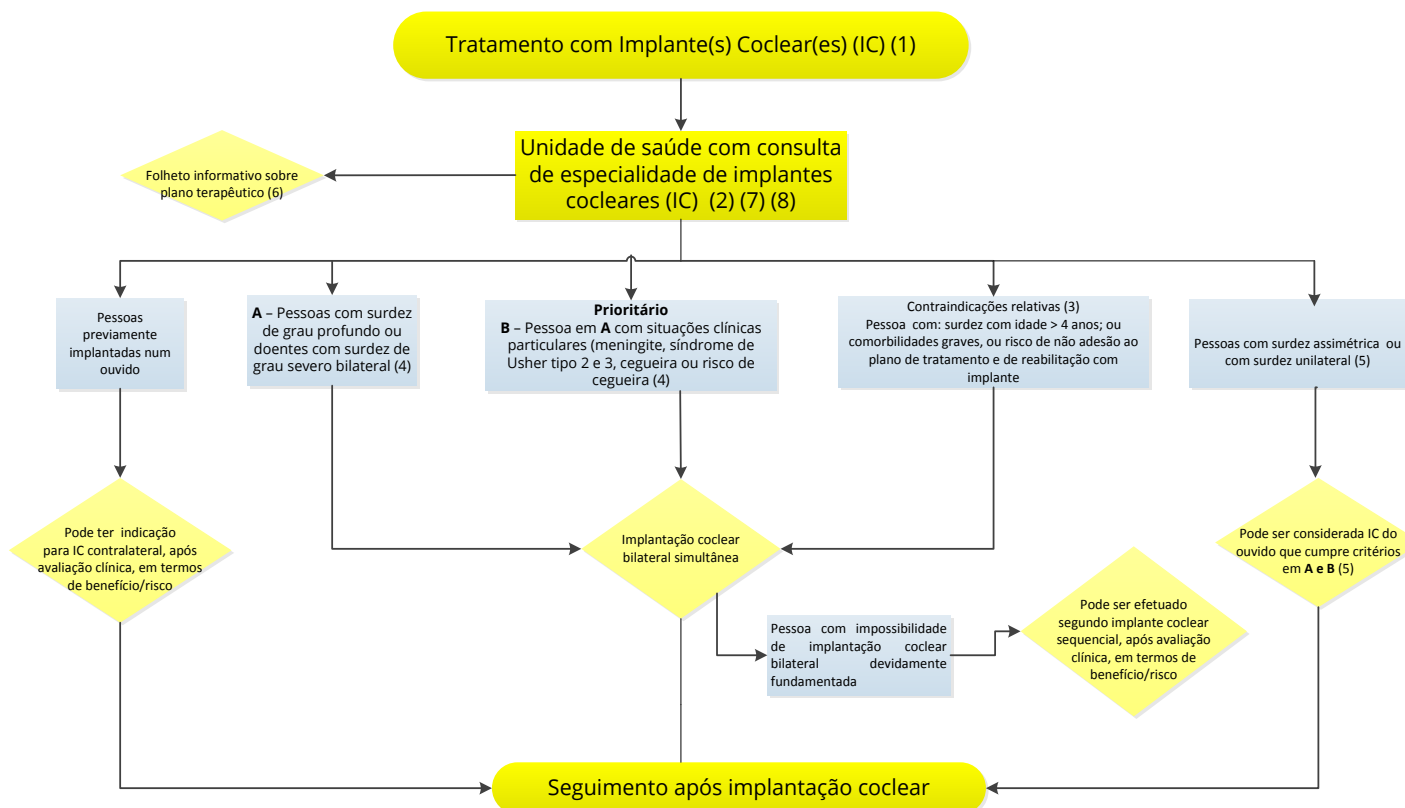 Tratamento com Implante(s) Coclear(es) (IC) (1)
Unidade de saúde com consulta
de especialidade de implantes
cocleares (IC) (2) (7) (8)
Folheto informativo sobre
plano terapêutico (6)
Pessoas
previamente
implantadas num
ouvido
A – Pessoas com surdez
de grau profundo ou
doentes com surdez de
grau severo bilateral (4)
Prioritário
B – Pessoa em A com situações clínicas
particulares (meningite, síndrome de
Usher tipo 2 e 3, cegueira ou risco de
cegueira (4)
Contraindicações relativas (3)
Pessoa com: surdez com idade > 4 anos; ou
comorbilidades graves, ou risco de não adesão ao
plano de tratamento e de reabilitação com
implante
Pessoas com surdez assimétrica ou
com surdez unilateral (5)
Pode ter indicação
para IC contralateral, após
avaliação clínica, em termos
de benefício/risco
Implantação coclear
bilateral simultânea
Pode ser considerada IC do
ouvido que cumpre critérios
em A e B (5)
Pessoa com impossibilidade
de implantação coclear
bilateral devidamente
fundamentada
Pode ser efetuado
segundo implante coclear
sequencial, após avaliação
clínica, em termos de
benefício/risco
Seguimento após implantação coclear